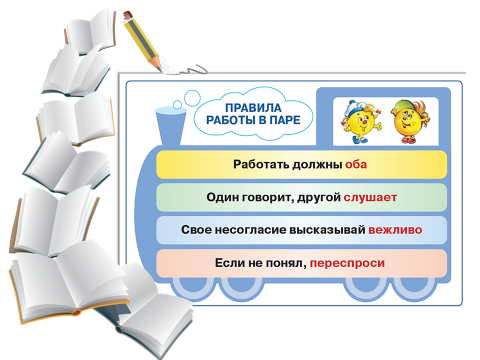 ПРАВИЛА
РАБОТЫ В ПАРЕ
Работать должны оба
Один говорит, другой слушает
Свое несогласие высказывай вежливо
Если не понял, переспроси